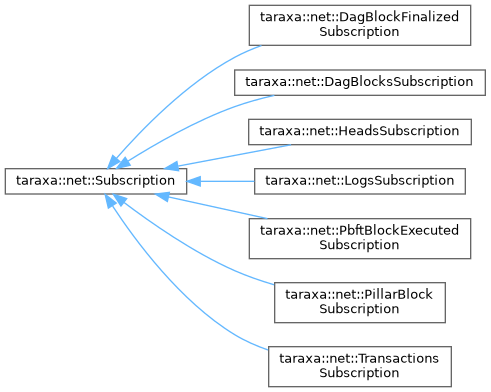 taraxa::net::DagBlockFinalized
Subscription
taraxa::net::DagBlocksSubscription
taraxa::net::HeadsSubscription
taraxa::net::Subscription
taraxa::net::LogsSubscription
taraxa::net::PbftBlockExecuted
Subscription
taraxa::net::PillarBlock
Subscription
taraxa::net::Transactions
Subscription